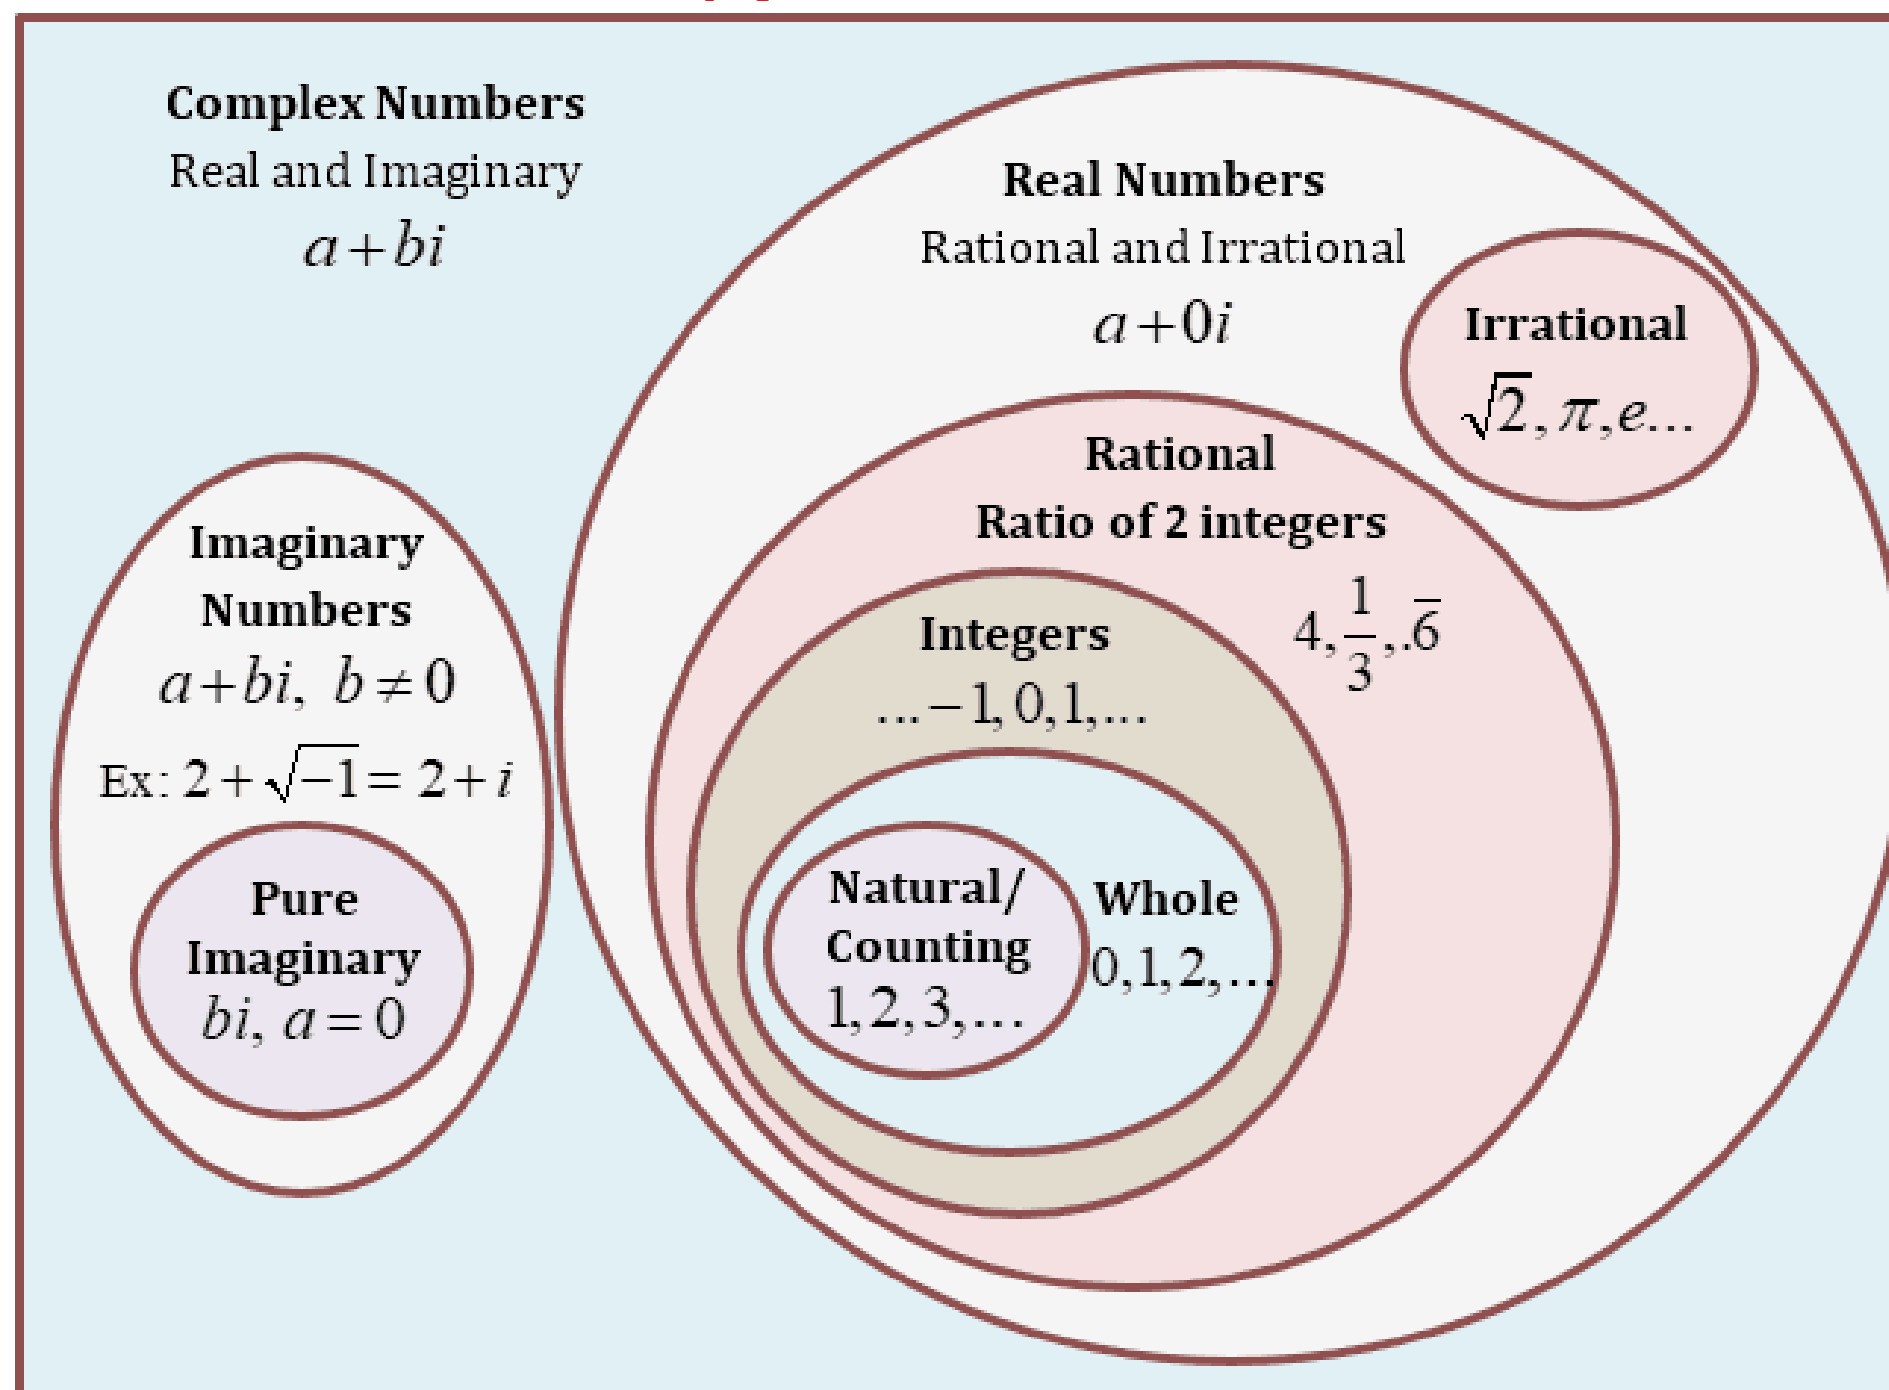 Complex Numbers
Real and Imaginary
a+bi
Real Numbers
Rational and Irrational
a+0i
Irrational
√2, π, e...
Rational
Ratio of 2 integers
4, 1/3, .6̅
Integers
...−1, 0, 1, ...
Natural/
Counting
1, 2, 3, ...
Whole
0, 1, 2, ...
Imaginary
Numbers
a+bi, b≠0
Ex: 2+√−1 = 2+i
Pure
Imaginary
bi, a=0